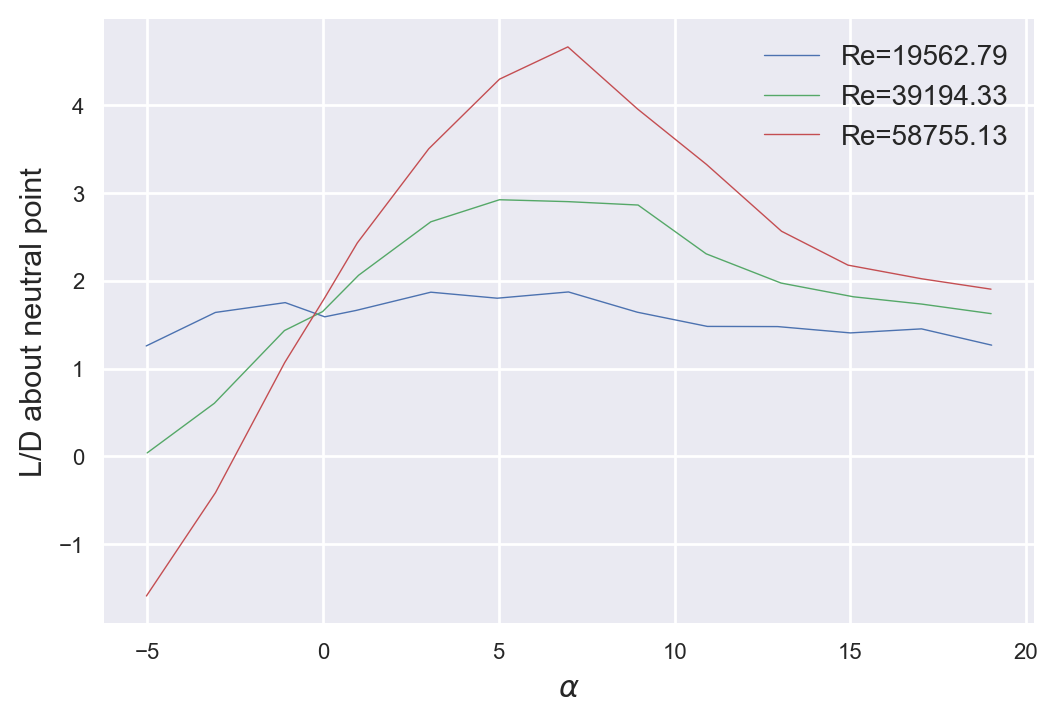 Re=19562.79
Re=39194.33
Re=58755.13
4
3
2
1
0
−1
L/D about neutral point
−5 0 5 10 15 20
α